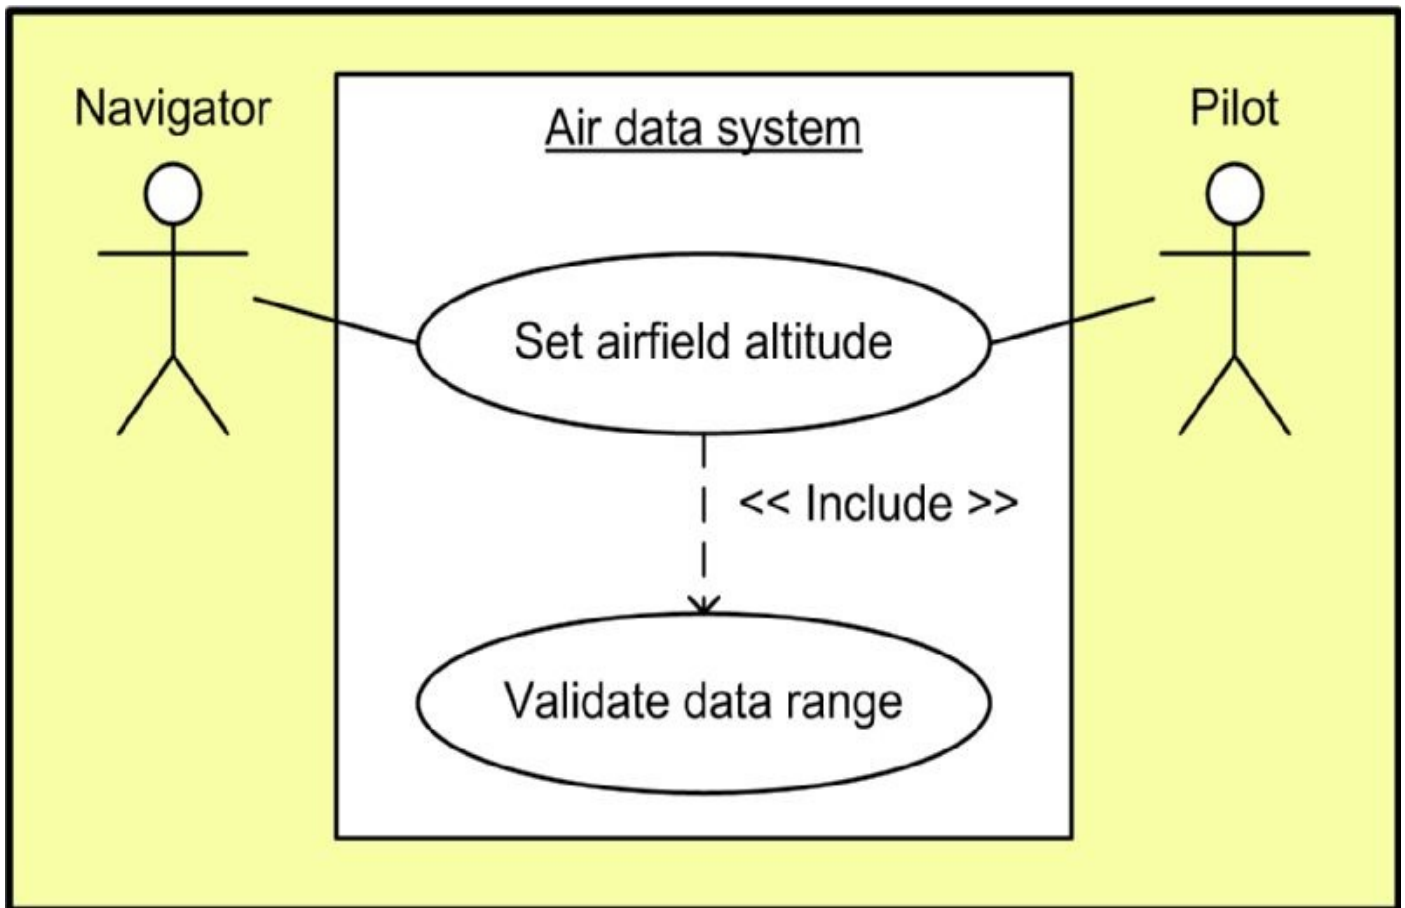 Navigator
Air data system
Pilot
Set airfield altitude
<< Include >>
Validate data range